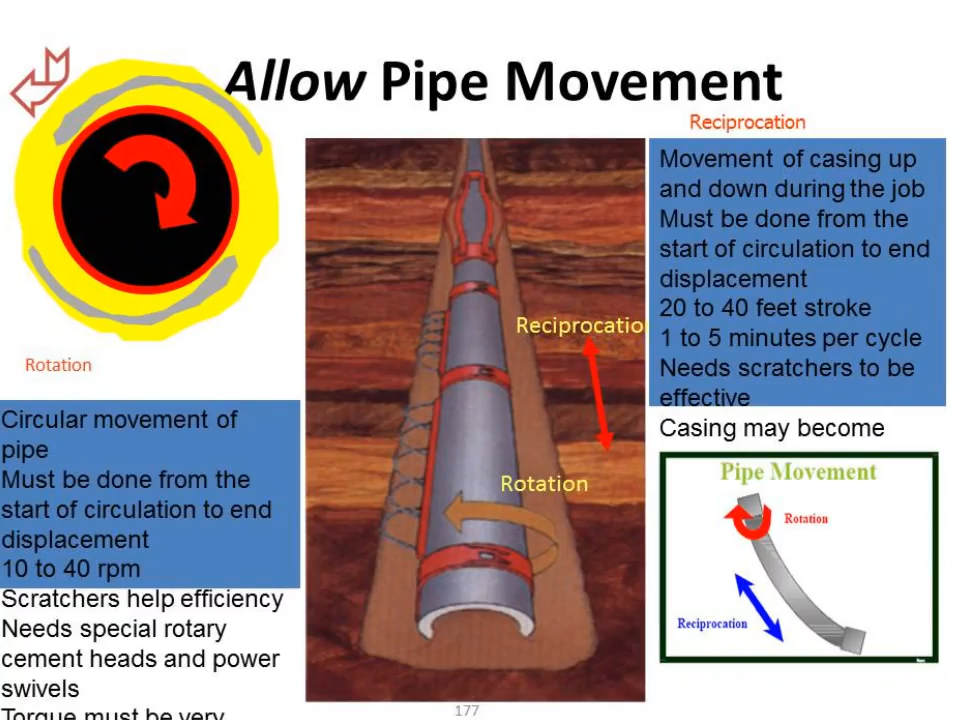 Allow Pipe Movement
Reciprocation
Movement of casing up
and down during the job
Must be done from the
start of circulation to end
displacement
20 to 40 feet stroke
1 to 5 minutes per cycle
Needs scratchers to be
effective
Casing may become
Reciprocatio
Rotation
Rotation
Circular movement of
pipe
Must be done from the
start of circulation to end
displacement
10 to 40 rpm
Scratchers help efficiency
Needs special rotary
cement heads and power
swivels
Torque must be very
Pipe Movement
Rotation
Reciprocation
177